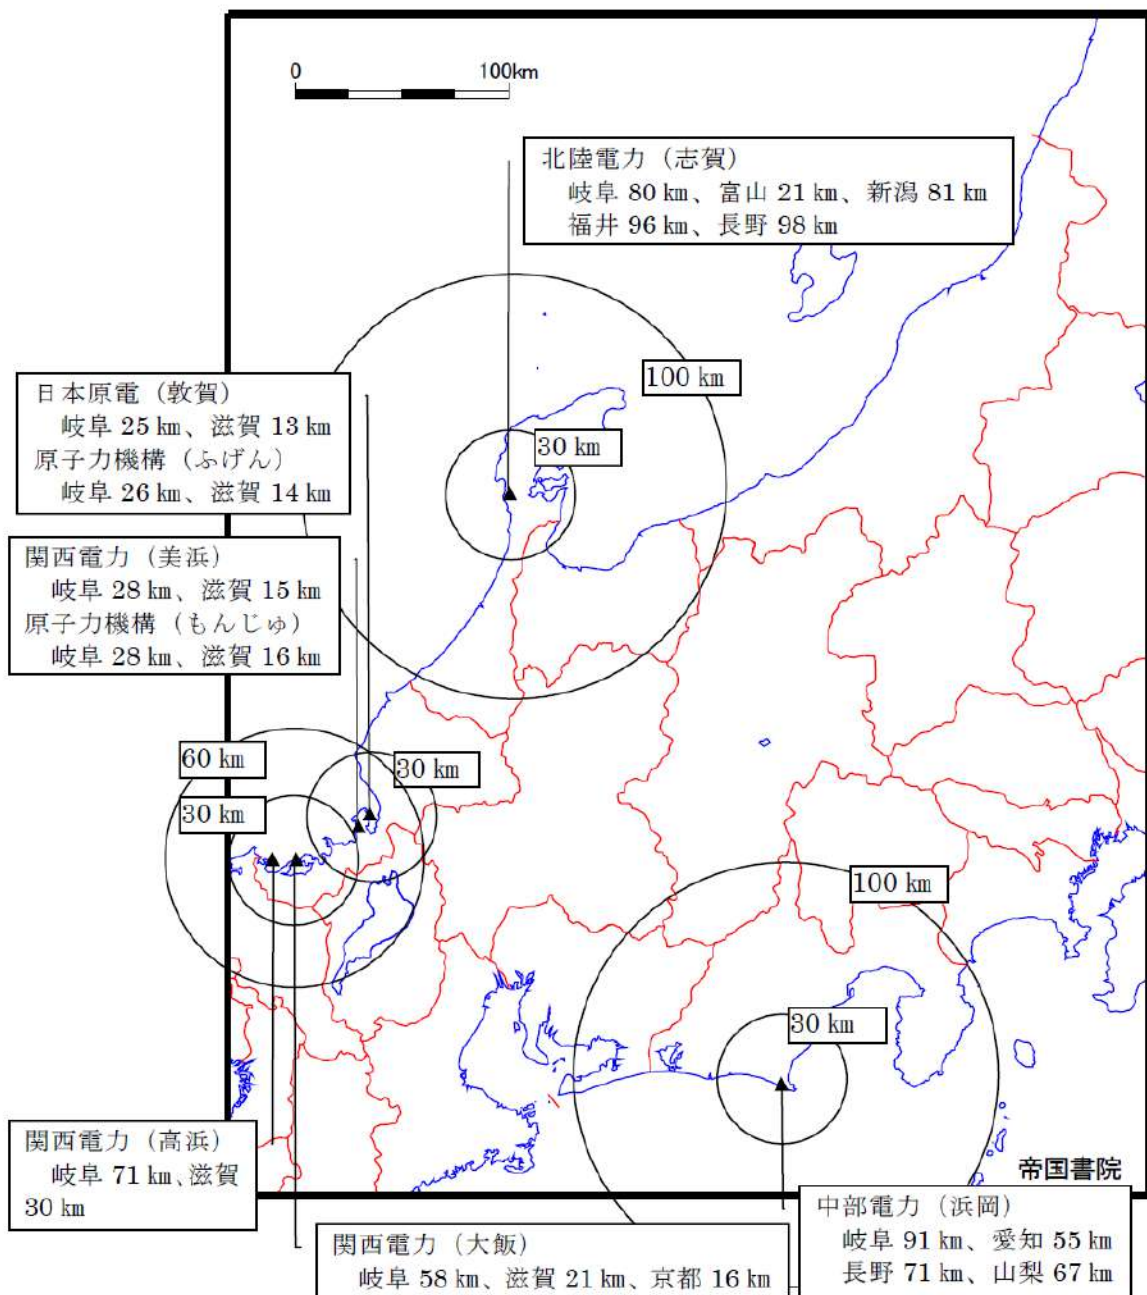 0 100km
北陸電力（志賀）
岐阜 80 ㎞、富山 21 ㎞、新潟 81 ㎞
福井 96 ㎞、長野 98 ㎞
100 ㎞
30 ㎞
日本原電（敦賀）
岐阜 25 ㎞、滋賀 13 ㎞
原子力機構（ふげん）
岐阜 26 ㎞、滋賀 14 ㎞
関西電力（美浜）
岐阜 28 ㎞、滋賀 15 ㎞
原子力機構（もんじゅ）
岐阜 28 ㎞、滋賀 16 ㎞
60 ㎞
30 ㎞
30 ㎞
100 ㎞
30 ㎞
関西電力（高浜）
岐阜 71 ㎞、滋賀
30 ㎞
帝国書院
関西電力（大飯）
岐阜 58 ㎞、滋賀 21 ㎞、京都 16 ㎞
中部電力（浜岡）
岐阜 91 ㎞、愛知 55 ㎞
長野 71 ㎞、山梨 67 ㎞